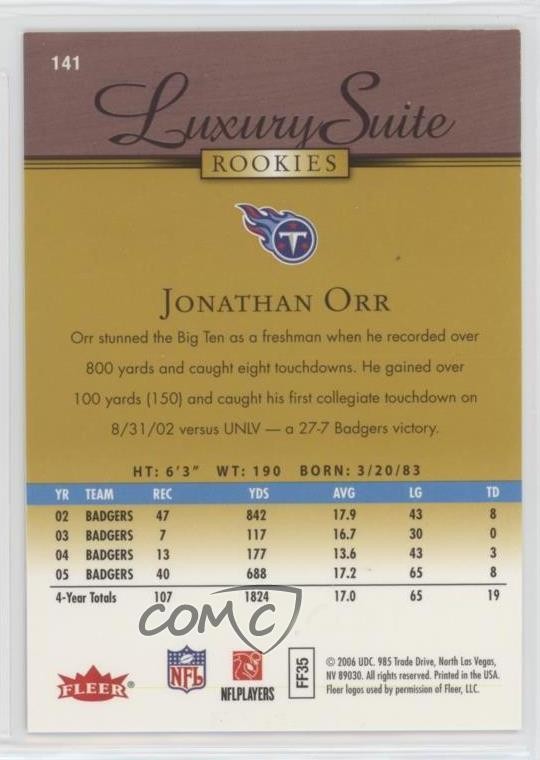 141
Luxury Suite
ROOKIES
T
JONATHAN ORR
Orr stunned the Big Ten as a freshman when he recorded over
800 yards and caught eight touchdowns. He gained over
100 yards (150) and caught his first collegiate touchdown on
8/31/02 versus UNLV — a 27-7 Badgers victory.
HT: 6'3" WT: 190 BORN: 3/20/83
YR TEAM REC YDS AVG LG TD
02 BADGERS 47 842 17.9 43 8
03 BADGERS 7 117 16.7 30 0
04 BADGERS 13 177 13.6 43 3
05 BADGERS 40 688 17.2 65 8
4-Year Totals 107 1824 17.0 65 19
COMC
FLEER®
NFL
NFLPLAYERS
FF35
© 2006 UDC. 985 Trade Drive, North Las Vegas,
NV 89030. All rights reserved. Printed in the USA.
Fleer logos used by permission of Fleer, LLC.